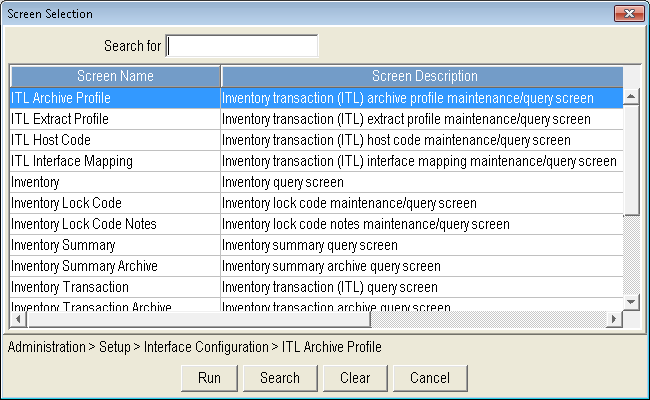 Screen Selection
Search for
Screen Name Screen Description
ITL Archive Profile Inventory transaction (ITL) archive profile maintenance/query screen
ITL Extract Profile Inventory transaction (ITL) extract profile maintenance/query screen
ITL Host Code Inventory transaction (ITL) host code maintenance/query screen
ITL Interface Mapping Inventory transaction (ITL) interface mapping maintenance/query screen
Inventory Inventory query screen
Inventory Lock Code Inventory lock code maintenance/query screen
Inventory Lock Code Notes Inventory lock code notes maintenance/query screen
Inventory Summary Inventory summary query screen
Inventory Summary Archive Inventory summary archive query screen
Inventory Transaction Inventory transaction (ITL) query screen
Inventory Transaction Archive Inventory transaction archive query screen
Administration > Setup > Interface Configuration > ITL Archive Profile
Run Search Clear Cancel